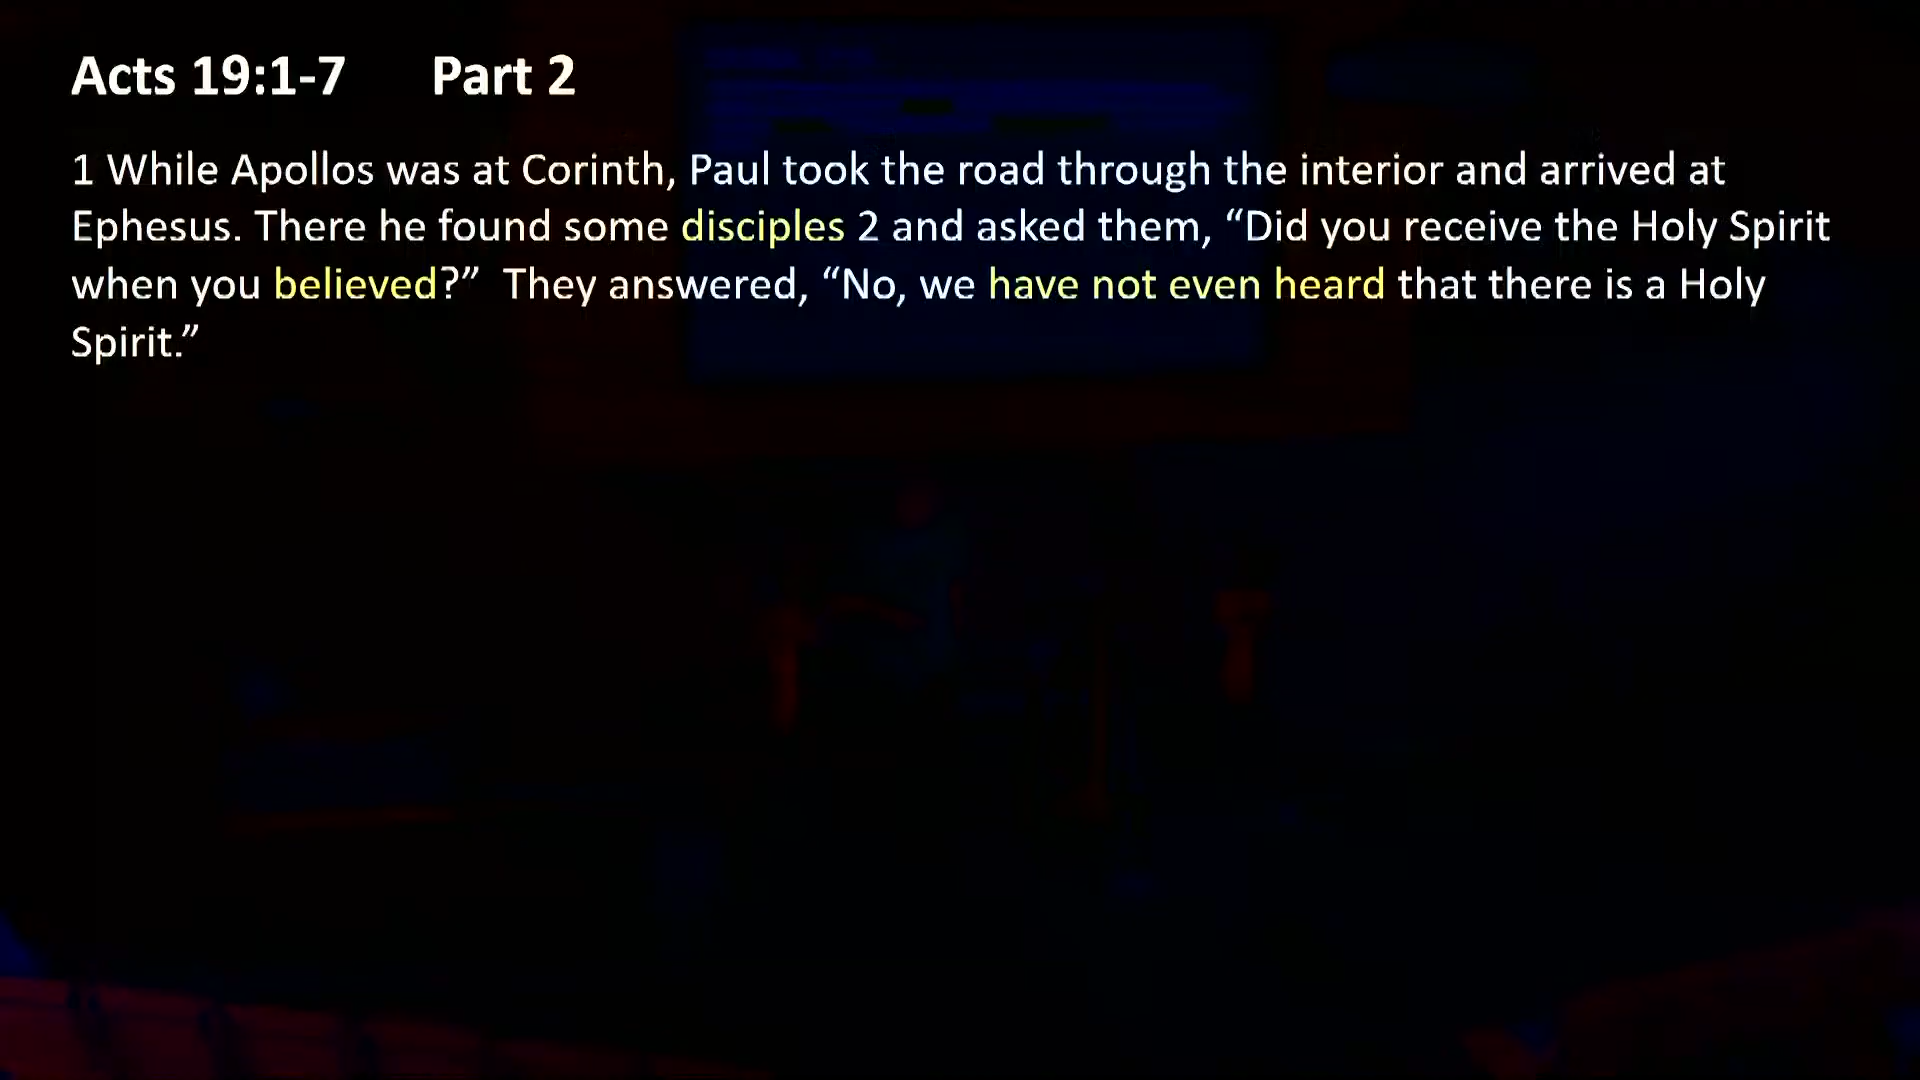 Acts 19:1-7 Part 2
1 While Apollos was at Corinth, Paul took the road through the interior and arrived at
Ephesus. There he found some disciples 2 and asked them, “Did you receive the Holy Spirit
when you believed?” They answered, “No, we have not even heard that there is a Holy
Spirit.”